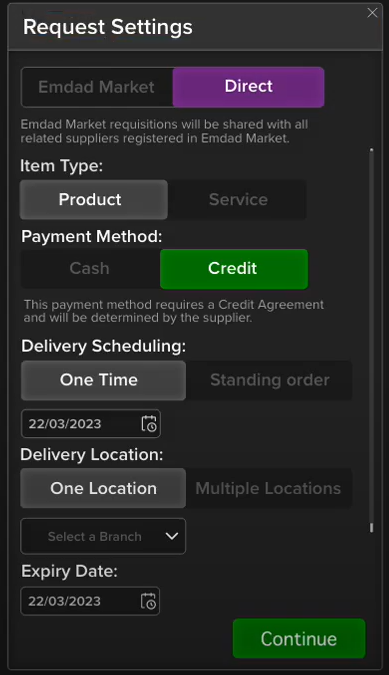 Request Settings
Emdad Market
Direct
Emdad Market requisitions will be shared with all
related suppliers registered in Emdad Market.
Item Type:
Product
Service
Payment Method:
Cash
Credit
This payment method requires a Credit Agreement
and will be determined by the supplier.
Delivery Scheduling:
One Time
Standing order
22/03/2023
Delivery Location:
One Location
Multiple Locations
Select a Branch
Expiry Date:
22/03/2023
Continue